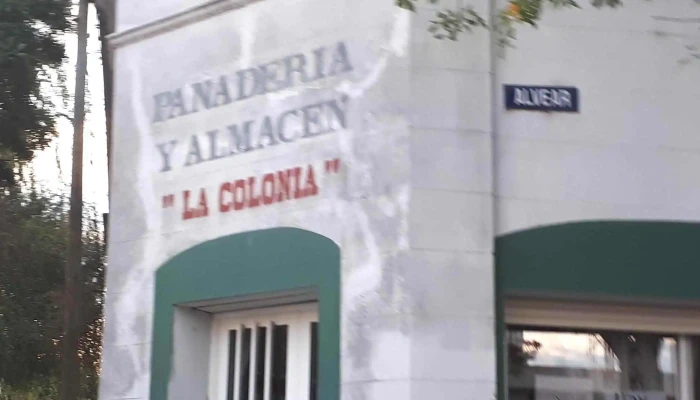 PANADERIA
Y ALMACEN
" LA COLONIA "
ALVEAR